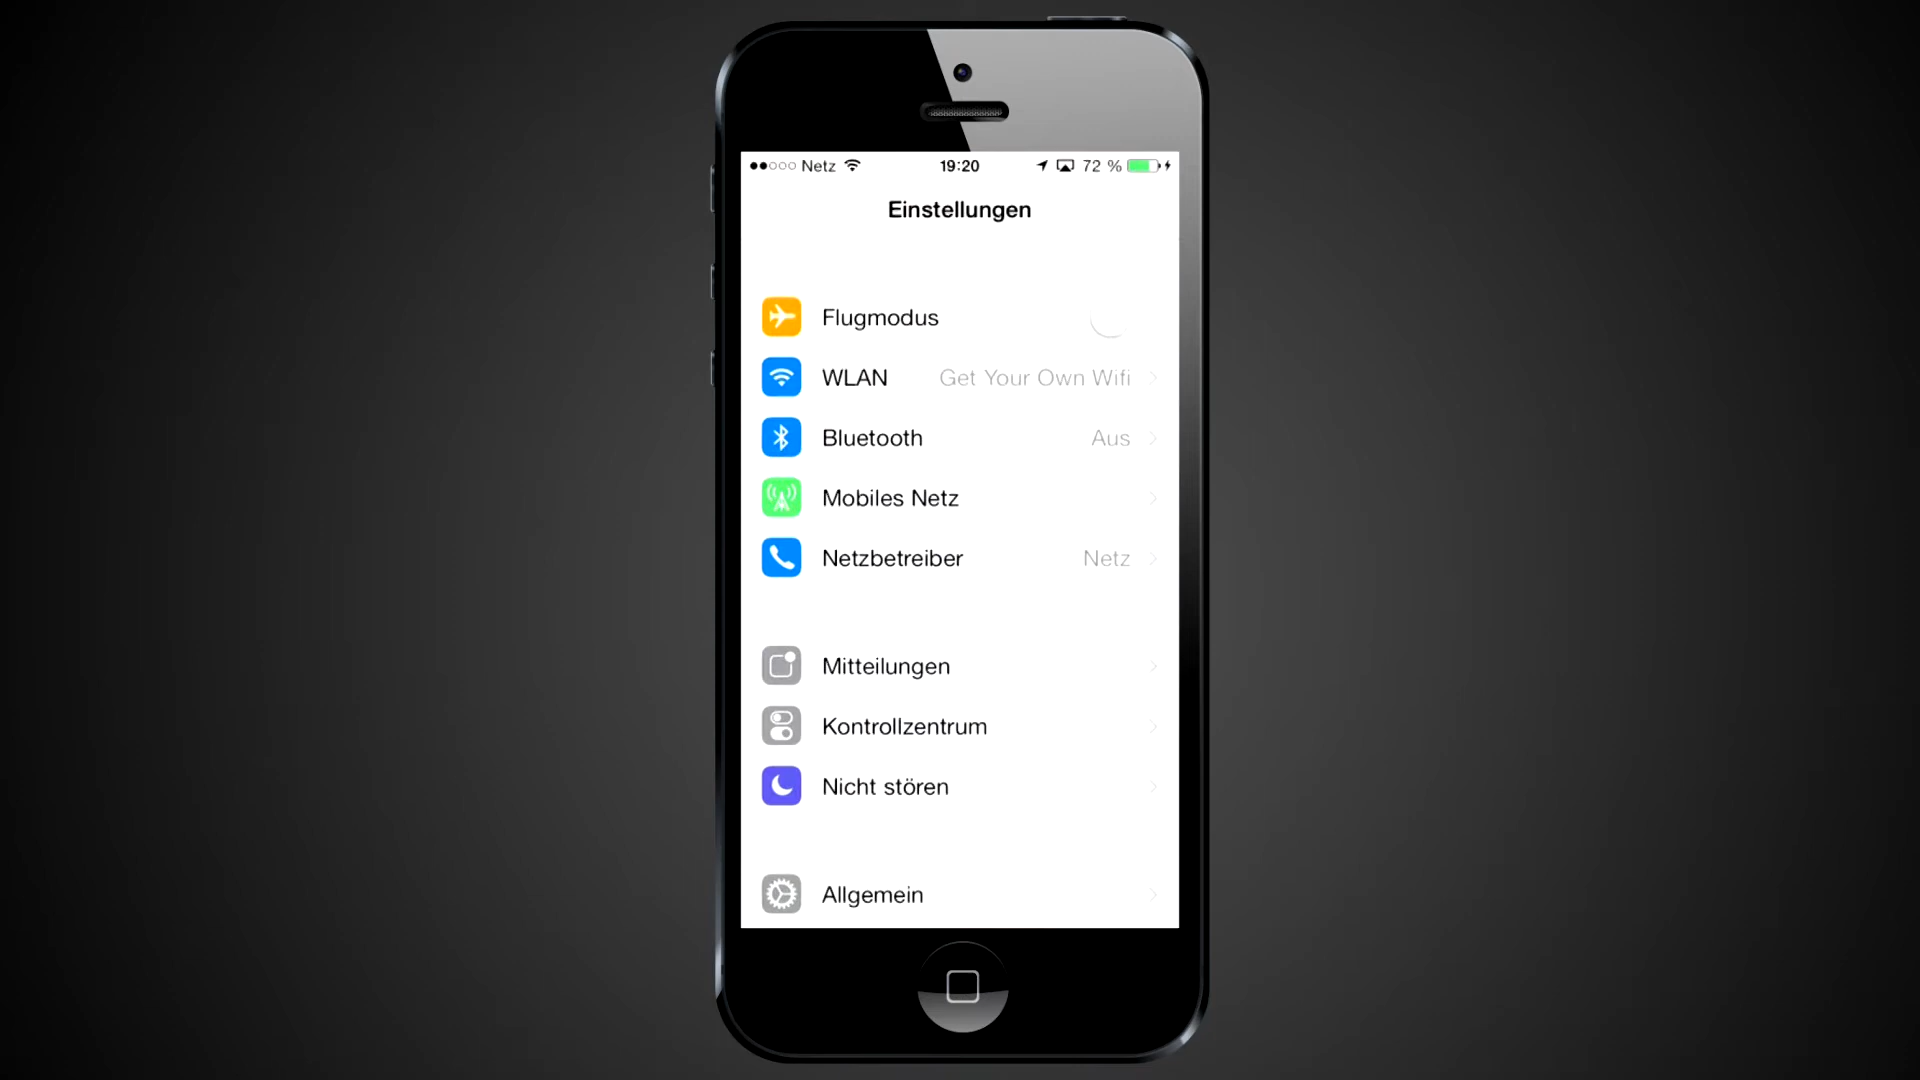 Netz 19:20 72 %
Einstellungen
Flugmodus
WLAN Get Your Own Wifi
Bluetooth Aus
Mobiles Netz
Netzbetreiber Netz
Mitteilungen
Kontrollzentrum
Nicht stören
Allgemein